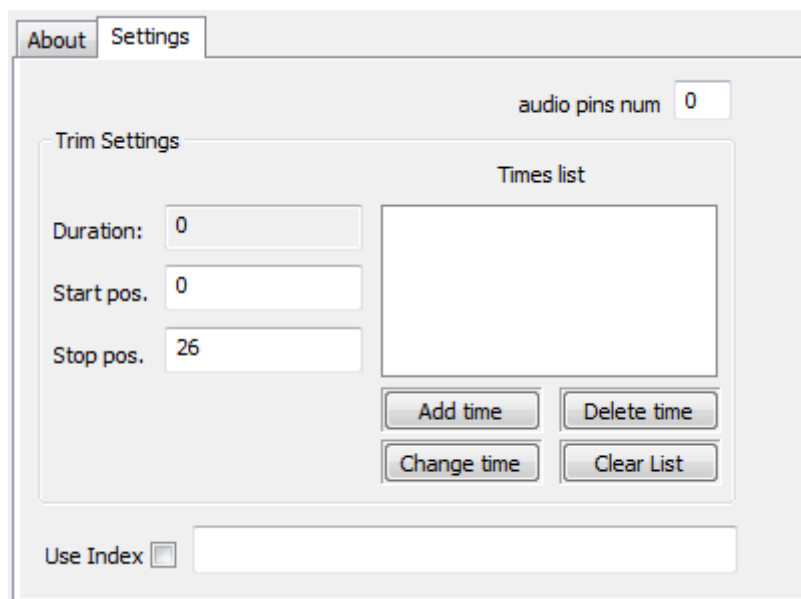 About Settings
audio pins num 0
Trim Settings
Times list
Duration: 0
Start pos. 0
Stop pos. 26
Add time Delete time
Change time Clear List
Use Index